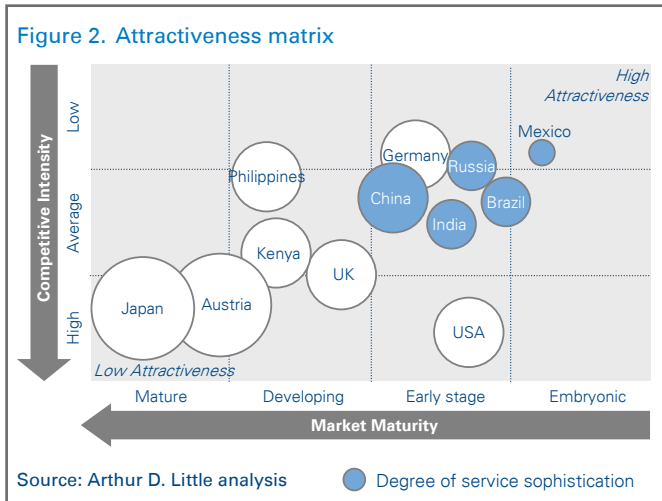 Figure 2. Attractiveness matrix
High
Attractiveness
Low
Average
High
Competitive Intensity
Mexico
Germany
Russia
Philippines
China
Brazil
India
Kenya
UK
Japan
Austria
USA
Low Attractiveness
Mature
Developing
Early stage
Embryonic
Market Maturity
Source: Arthur D. Little analysis
Degree of service sophistication